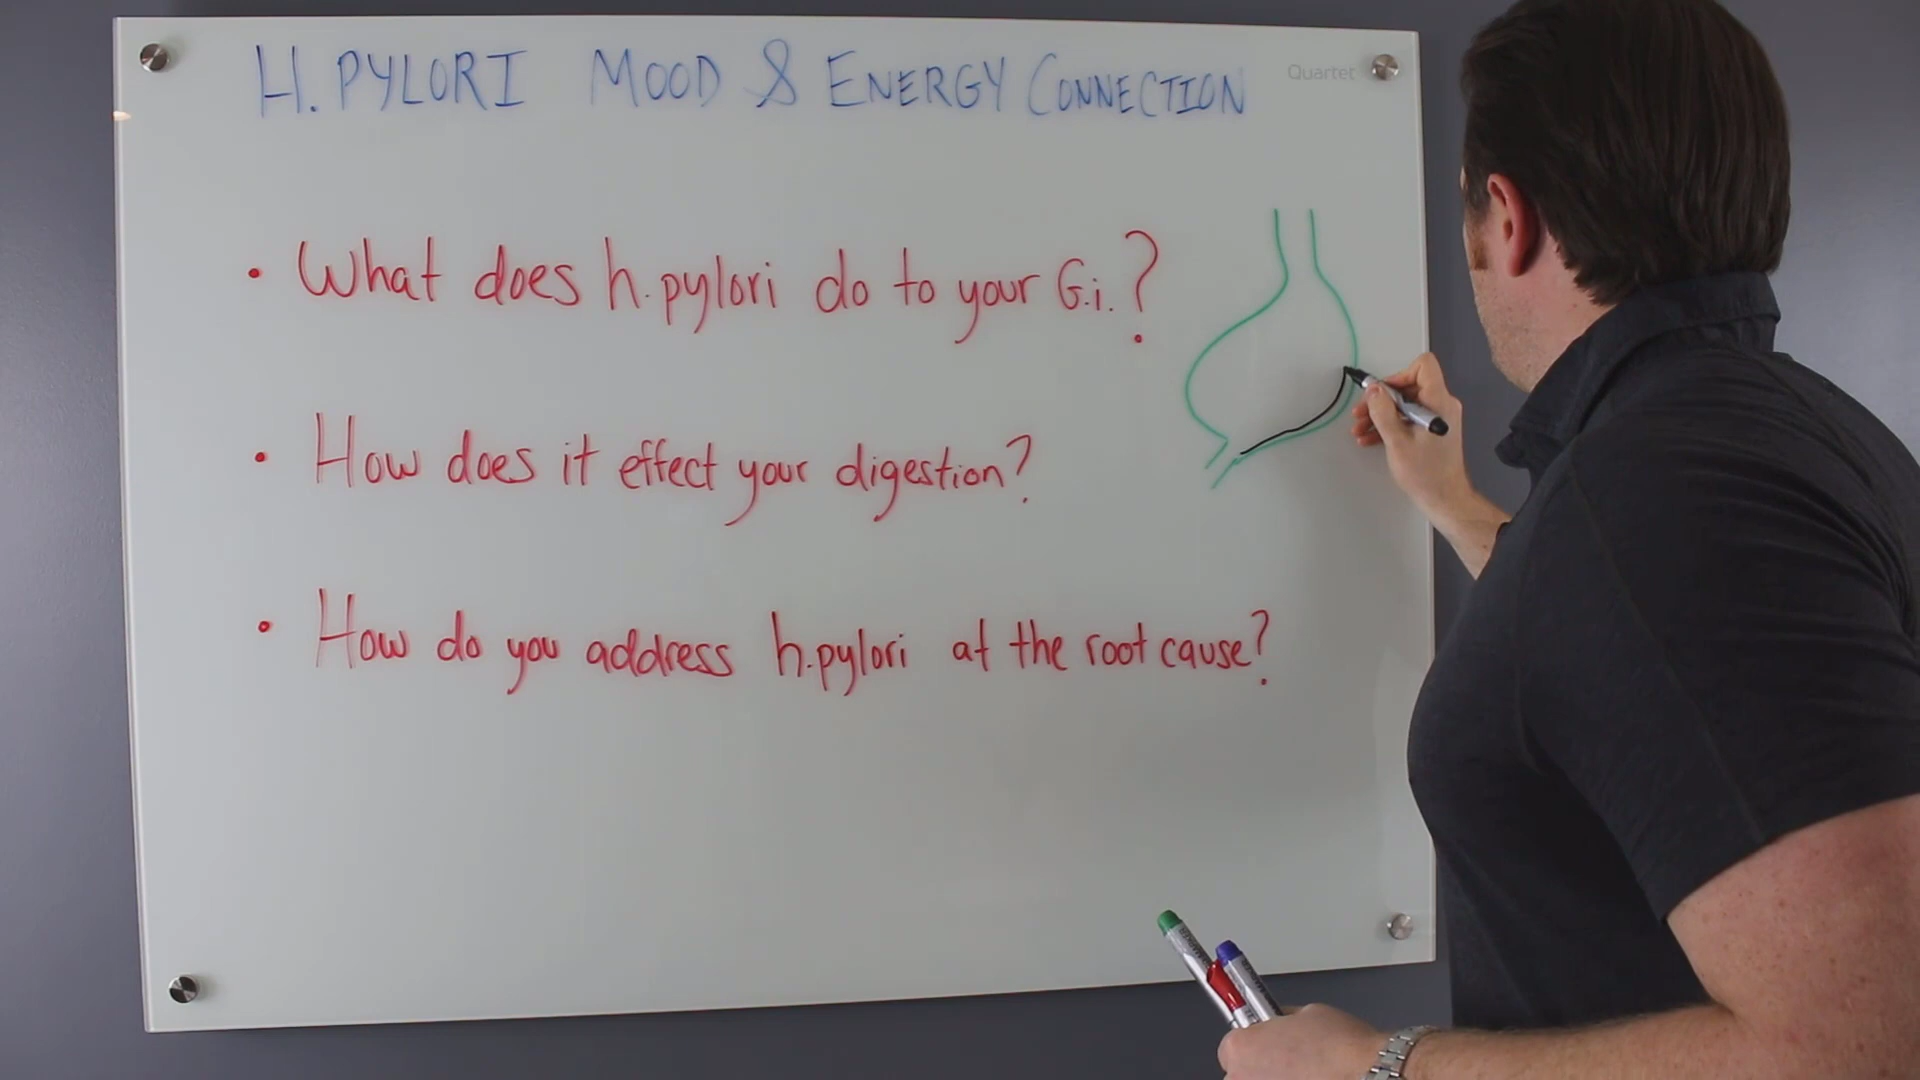 H. PYLORI MOOD & ENERGY CONNECTION
Quartet
• What does h.pylori do to your G.i.?
• How does it effect your digestion?
• How do you address h.pylori at the root cause?